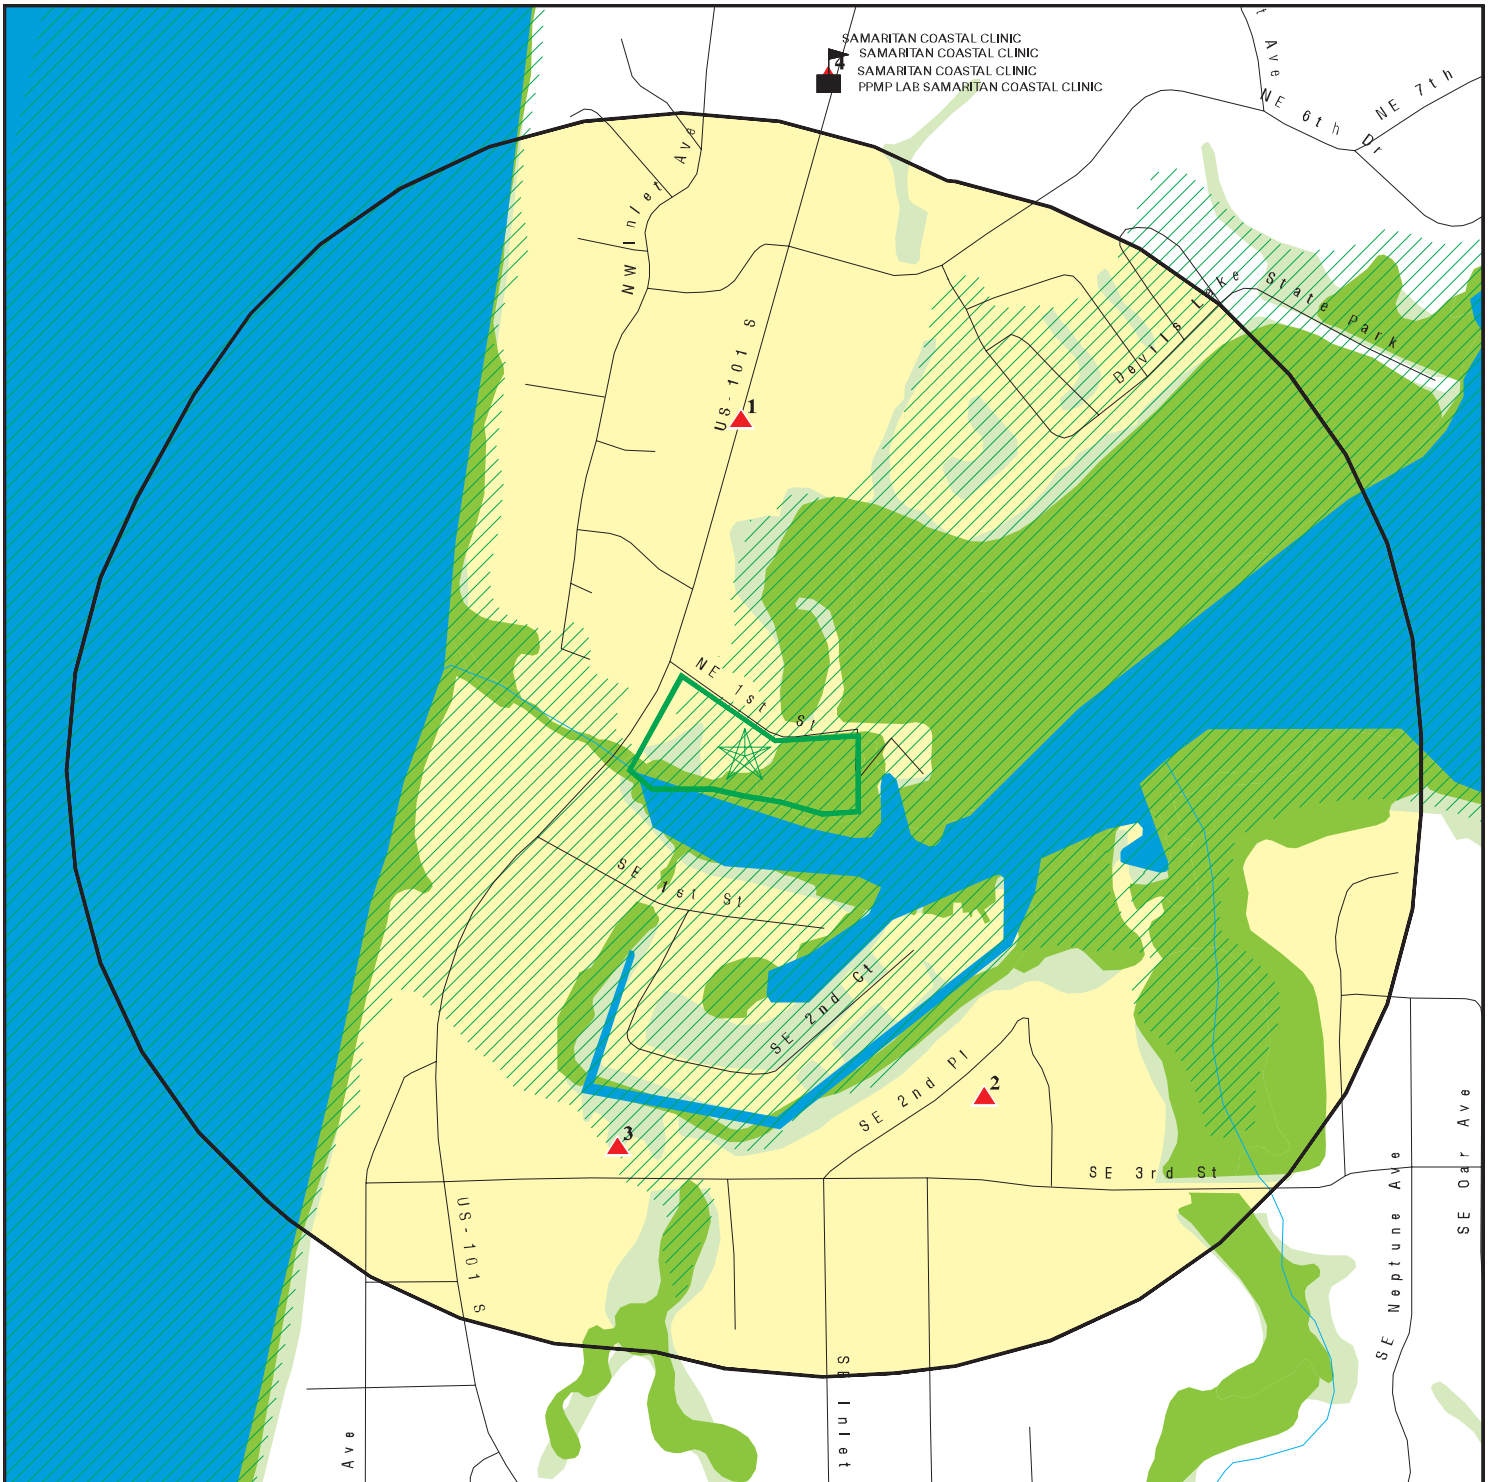 SAMARITAN COASTAL CLINIC
SAMARITAN COASTAL CLINIC
4
SAMARITAN COASTAL CLINIC
PPMP LAB SAMARITAN COASTAL CLINIC
t Ave
NE 7th
NE 6th Dr
NW Inlet Ave
Devils Lake State Park
US-101 S
1
NE 1st St
SE 1st St
SE 2nd Ct
SE 2nd Pl
2
3
SE 3rd St
US-101 S
SE Neptune Ave
SE Oar Ave
SE Inlet
Ave